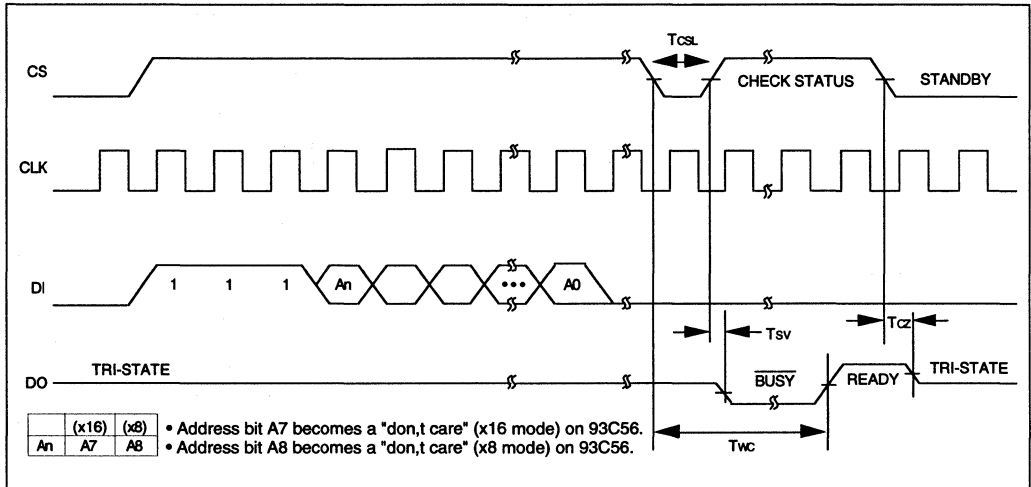 CS
TCSL
CHECK STATUS
STANDBY
CLK
DI
1 1 1 An ••• A0
TSV
TCZ
DO
TRI-STATE
BUSY
READY
TRI-STATE
TWC
(x16) (x8)
An A7 A8
• Address bit A7 becomes a "don,t care" (x16 mode) on 93C56.
• Address bit A8 becomes a "don,t care" (x8 mode) on 93C56.